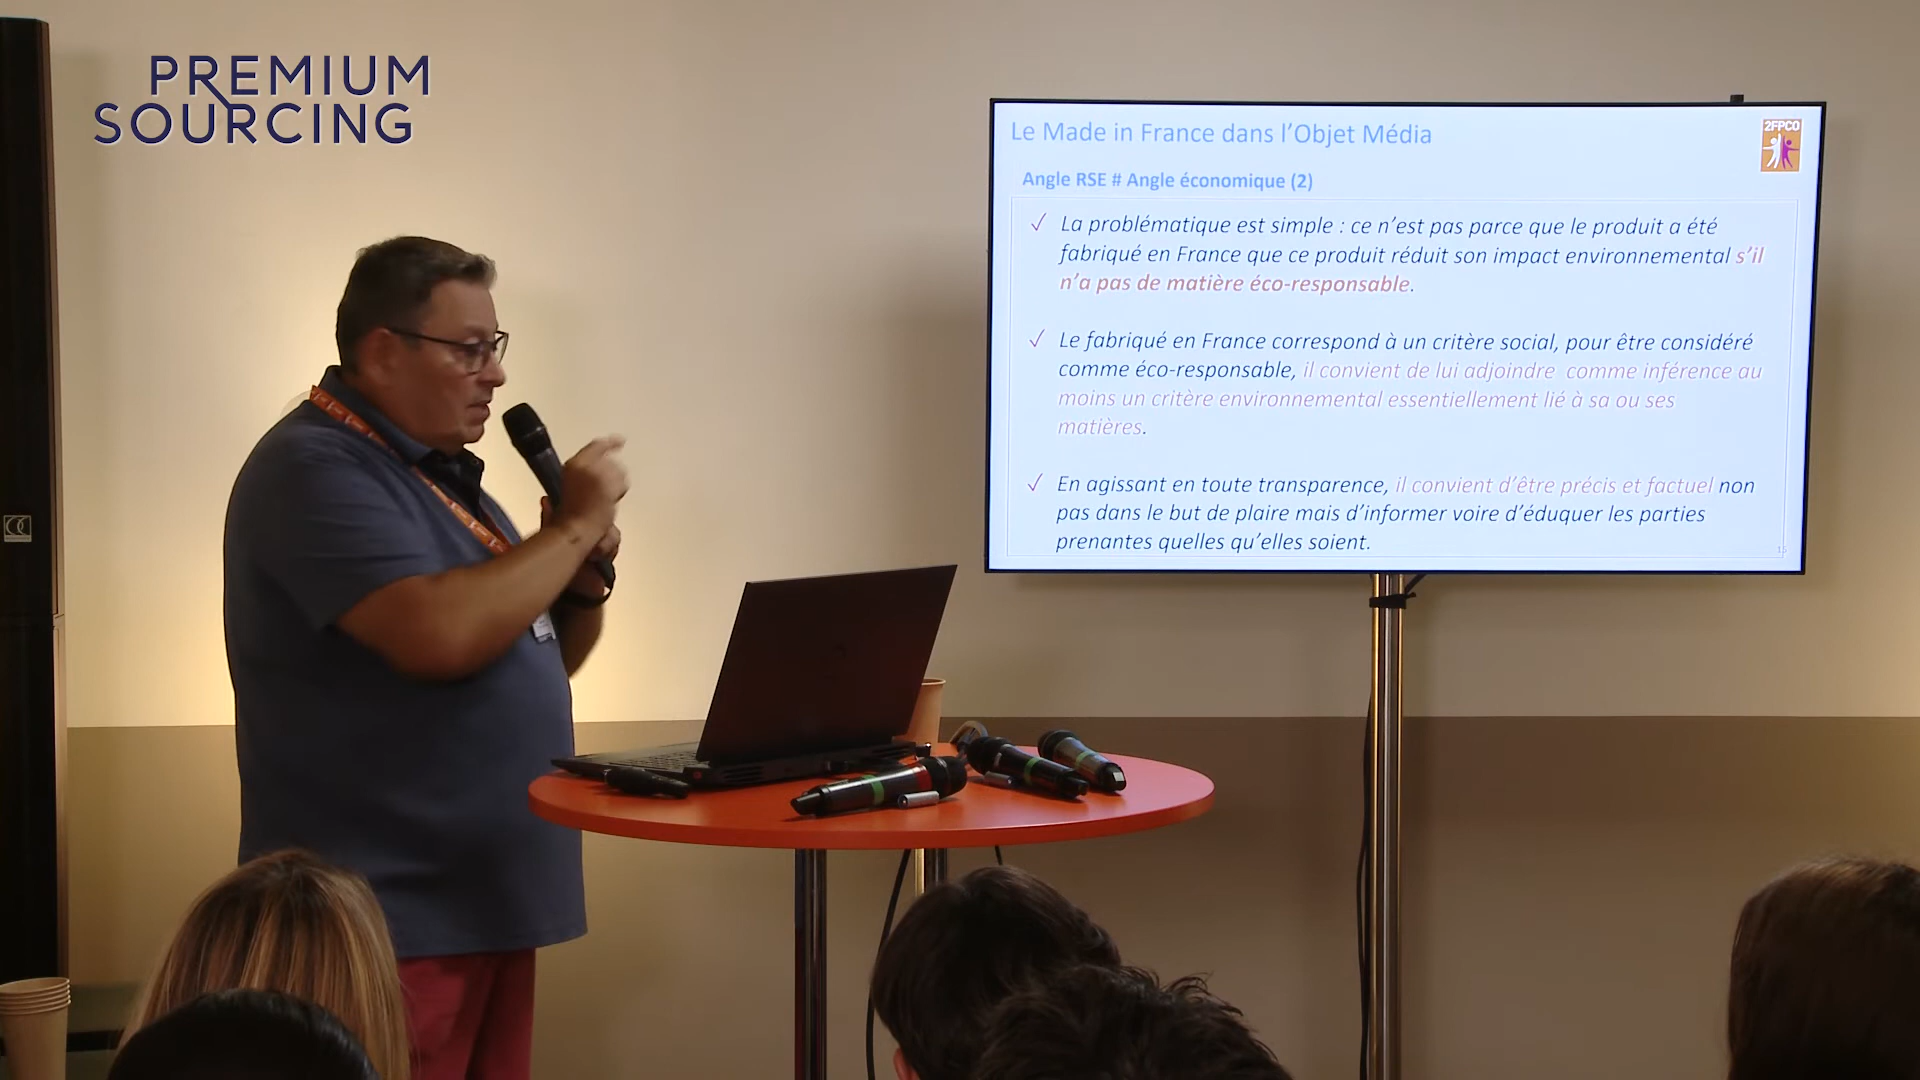 PREMIUM
SOURCING
Le Made in France dans l'Objet Média
2FPCO
Angle RSE # Angle économique (2)
✓ La problématique est simple : ce n'est pas parce que le produit a été
fabriqué en France que ce produit réduit son impact environnemental s'il
n'a pas de matière éco-responsable.
✓ Le fabriqué en France correspond à un critère social, pour être considéré
comme éco-responsable, il convient de lui adjoindre comme inférence au
moins un critère environnemental essentiellement lié à sa ou ses
matières.
✓ En agissant en toute transparence, il convient d'être précis et factuel non
pas dans le but de plaire mais d'informer voire d'éduquer les parties
prenantes quelles qu'elles soient.